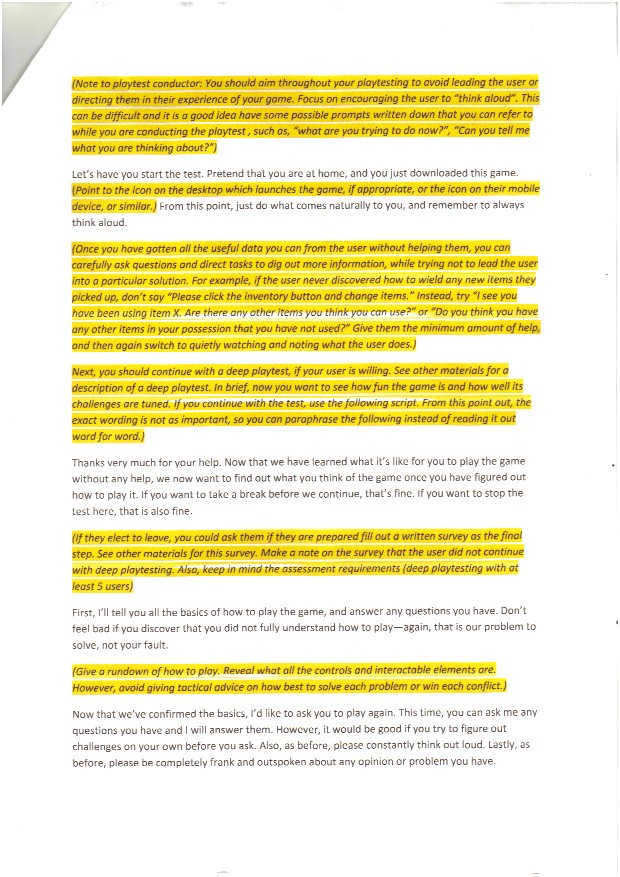 (Note to playtest conductor: You should aim throughout your playtesting to avoid leading the user or
directing them in their experience of your game. Focus on encouraging the user to “think aloud”. This
can be difficult and it is a good idea have some possible prompts written down that you can refer to
while you are conducting the playtest , such as, “what are you trying to do now?”, “Can you tell me
what you are thinking about?”)
Let’s have you start the test. Pretend that you are at home, and you just downloaded this game.
(Point to the icon on the desktop which launches the game, if appropriate, or the icon on their mobile
device, or similar.) From this point, just do what comes naturally to you, and remember to always
think aloud.
(Once you have gotten all the useful data you can from the user without helping them, you can
carefully ask questions and direct tasks to dig out more information, while trying not to lead the user
into a particular solution. For example, if the user never discovered how to wield any new items they
picked up, don’t say “Please click the inventory button and change items.” Instead, try “I see you
have been using item X. Are there any other items you think you can use?” or “Do you think you have
any other items in your possession that you have not used?” Give them the minimum amount of help,
and then again switch to quietly watching and noting what the user does.)
Next, you should continue with a deep playtest, if your user is willing. See other materials for a
description of a deep playtest. In brief, now you want to see how fun the game is and how well its
challenges are tuned. If you continue with the test, use the following script. From this point out, the
exact wording is not as important, so you can paraphrase the following instead of reading it out
word for word.)
Thanks very much for your help. Now that we have learned what it’s like for you to play the game
without any help, we now want to find out what you think of the game once you have figured out
how to play it. If you want to take a break before we continue, that’s fine. If you want to stop the
test here, that is also fine.
(If they elect to leave, you could ask them if they are prepared fill out a written survey as the final
step. See other materials for this survey. Make a note on the survey that the user did not continue
with deep playtesting. Also, keep in mind the assessment requirements (deep playtesting with at
least 5 users)
First, I’ll tell you all the basics of how to play the game, and answer any questions you have. Don’t
feel bad if you discover that you did not fully understand how to play—again, that is our problem to
solve, not your fault.
(Give a rundown of how to play. Reveal what all the controls and interactable elements are.
However, avoid giving tactical advice on how best to solve each problem or win each conflict.)
Now that we’ve confirmed the basics, I’d like to ask you to play again. This time, you can ask me any
questions you have and I will answer them. However, it would be good if you try to figure out
challenges on your own before you ask. Also, as before, please constantly think out loud. Lastly, as
before, please be completely frank and outspoken about any opinion or problem you have.